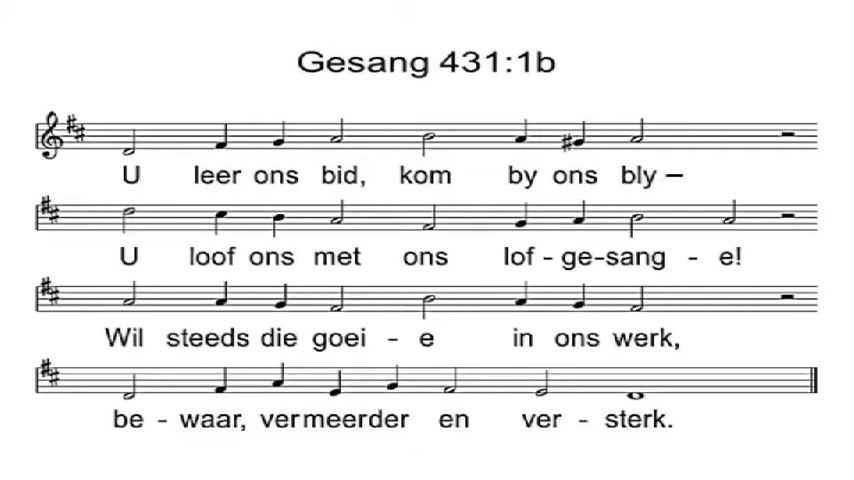 Gesang 431:1b
U leer ons bid, kom by ons bly –
U loof ons met ons lof - ge-sang - e!
Wil steeds die goei - e in ons werk,
be - waar, vermeerder en ver - sterk.